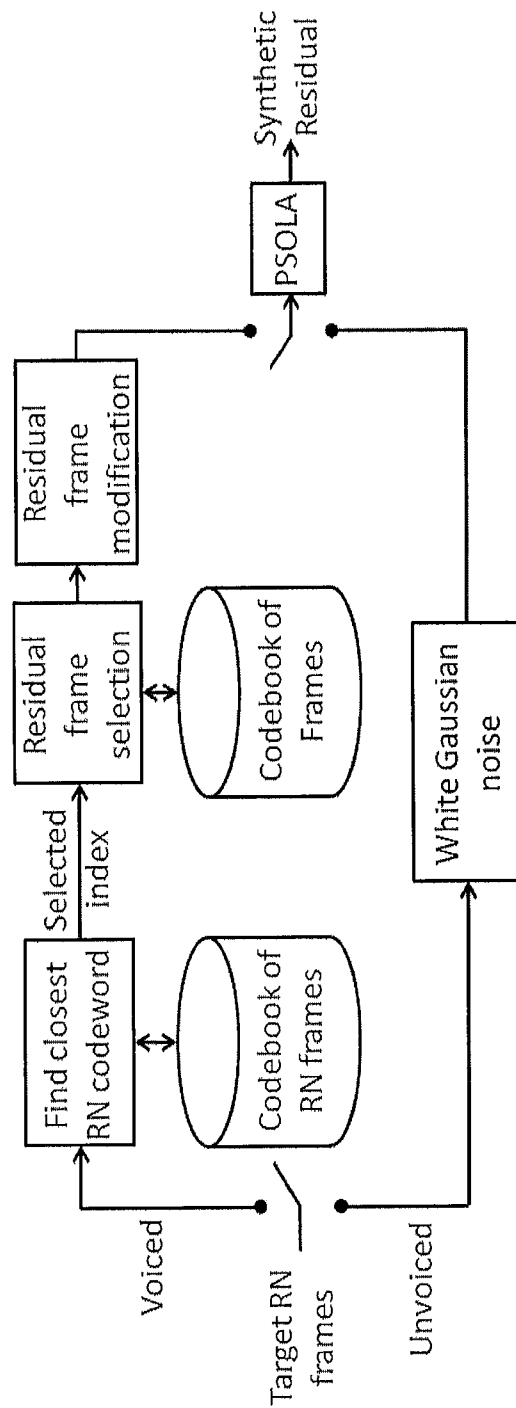 Target RN
frames
Voiced
Find closest
RN codeword
Codebook of
RN frames
Selected
index
Residual
frame
selection
Codebook of
Frames
Residual
frame
modification
Unvoiced
White Gaussian
noise
PSOLA
Synthetic
Residual